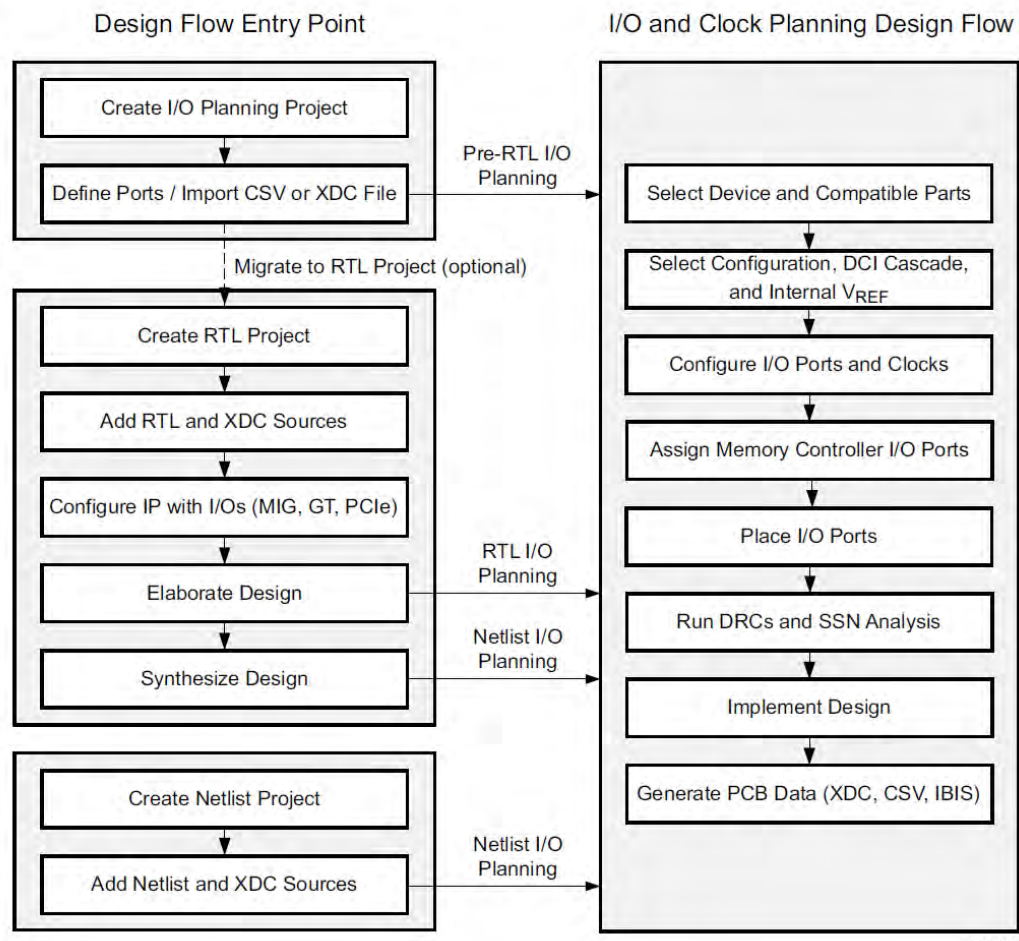 Design Flow Entry Point
Create I/O Planning Project
Define Ports / Import CSV or XDC File
Pre-RTL I/O
Planning
Migrate to RTL Project (optional)
Create RTL Project
Add RTL and XDC Sources
Configure IP with I/Os (MIG, GT, PCIe)
Elaborate Design
RTL I/O
Planning
Synthesize Design
Netlist I/O
Planning
Create Netlist Project
Add Netlist and XDC Sources
Netlist I/O
Planning
I/O and Clock Planning Design Flow
Select Device and Compatible Parts
Select Configuration, DCI Cascade,
and Internal VREF
Configure I/O Ports and Clocks
Assign Memory Controller I/O Ports
Place I/O Ports
Run DRCs and SSN Analysis
Implement Design
Generate PCB Data (XDC, CSV, IBIS)